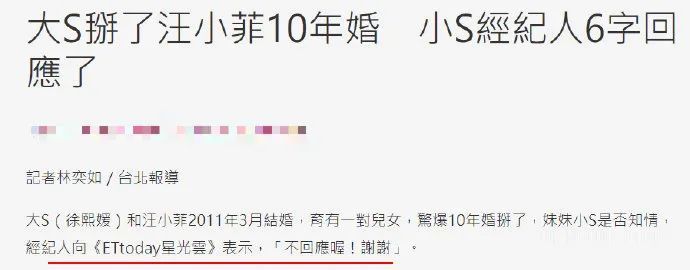 大S掰了汪小菲10年婚　小S經紀人6字回
應了
記者林奕如／台北報導
大S（徐熙媛）和汪小菲2011年3月結婚，育有一對兒女，驚爆10年婚掰了，妹妹小S是否知情，
經紀人向《ETtoday星光雲》表示，「不回應喔！謝謝」。